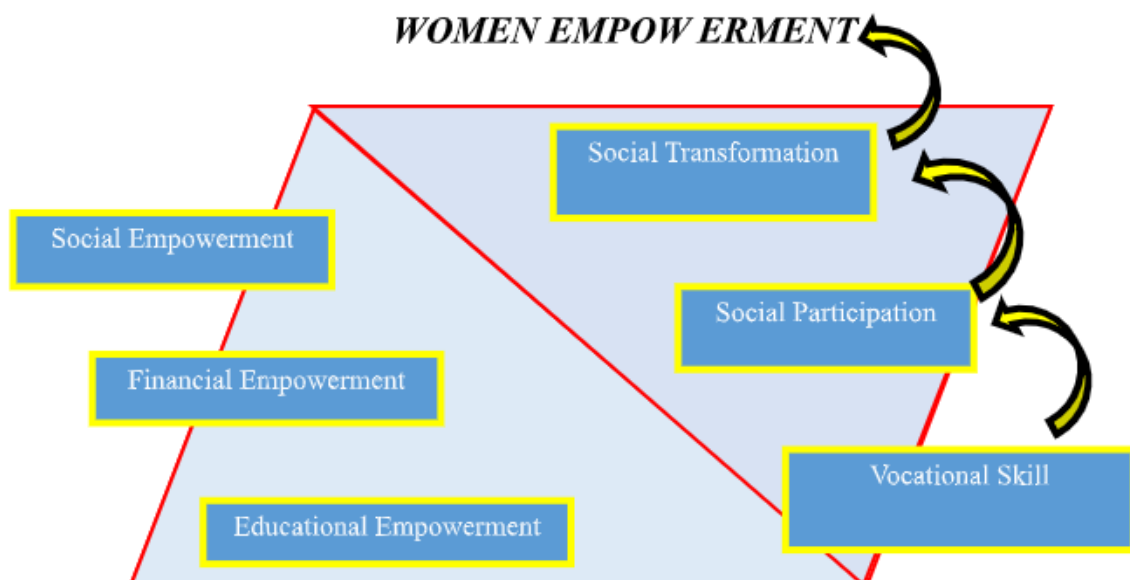 WOMEN EMPOW ERMENT
Social Transformation
Social Empowerment
Social Participation
Financial Empowerment
Vocational Skill
Educational Empowerment